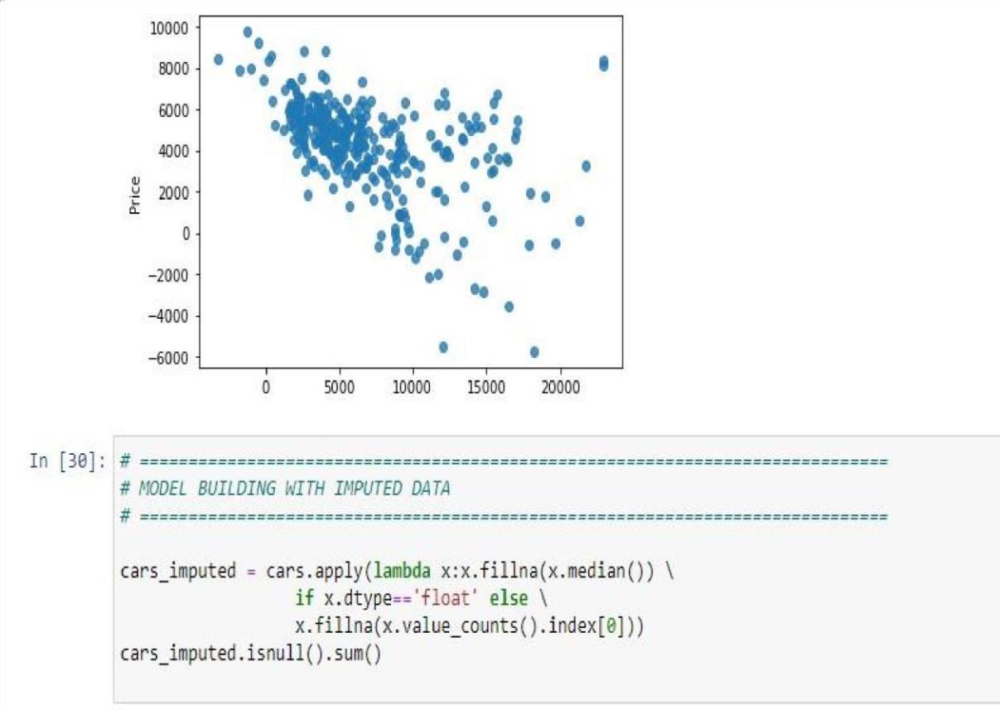 10000
8000
6000
4000
2000
0
−2000
−4000
−6000
Price
0 5000 10000 15000 20000
In [30]: # =============================================================================
# MODEL BUILDING WITH IMPUTED DATA
# =============================================================================
cars_imputed = cars.apply(lambda x:x.fillna(x.median()) \
if x.dtype=='float' else \
x.fillna(x.value_counts().index[0]))
cars_imputed.isnull().sum()